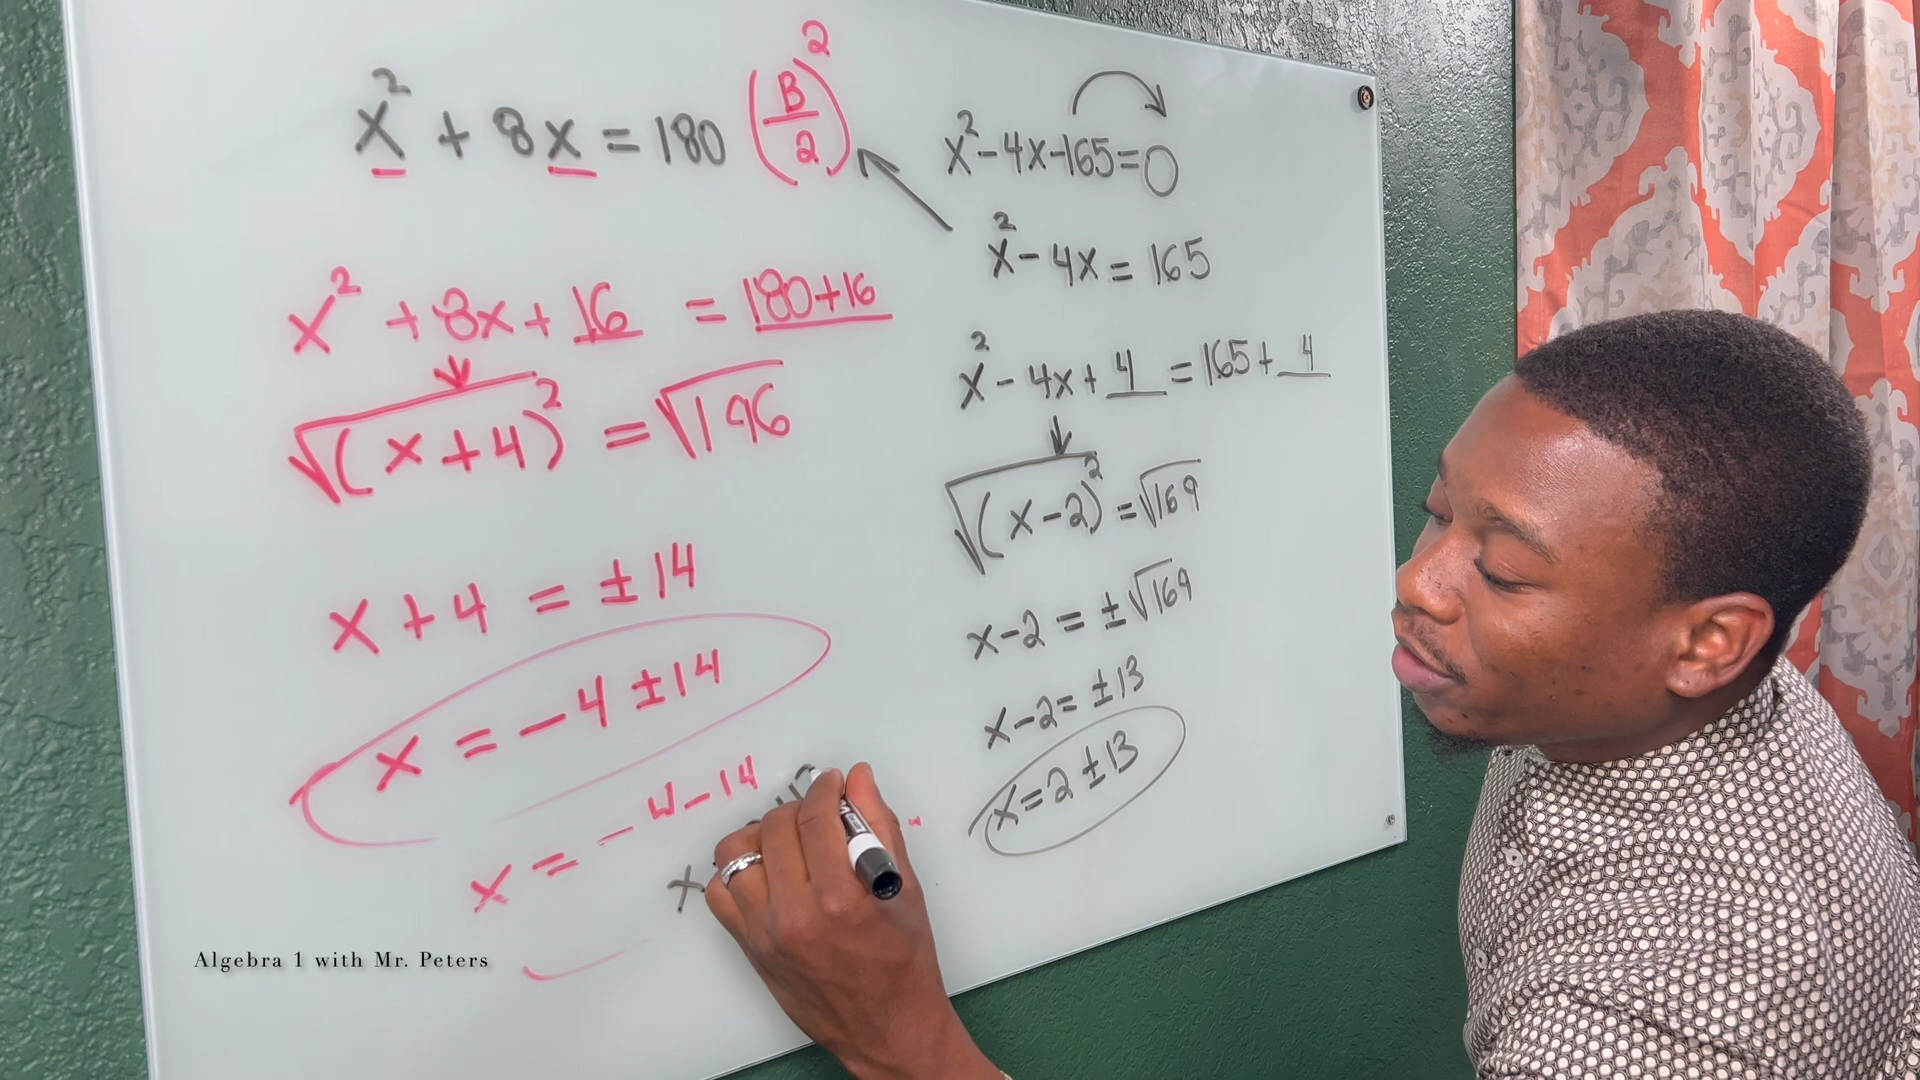 x² + 8x = 180 (B/2)²
x² + 8x + 16 = 180+16
√(x+4)² = √196
x + 4 = ± 14
x = -4 ± 14
x = -4-14
x
x² - 4x - 165 = 0
x² - 4x = 165
x² - 4x + 4 = 165 + 4
√(x-2)² = √169
x-2 = ± √169
x-2 = ±13
x = 2 ± 13
Algebra 1 with Mr. Peters